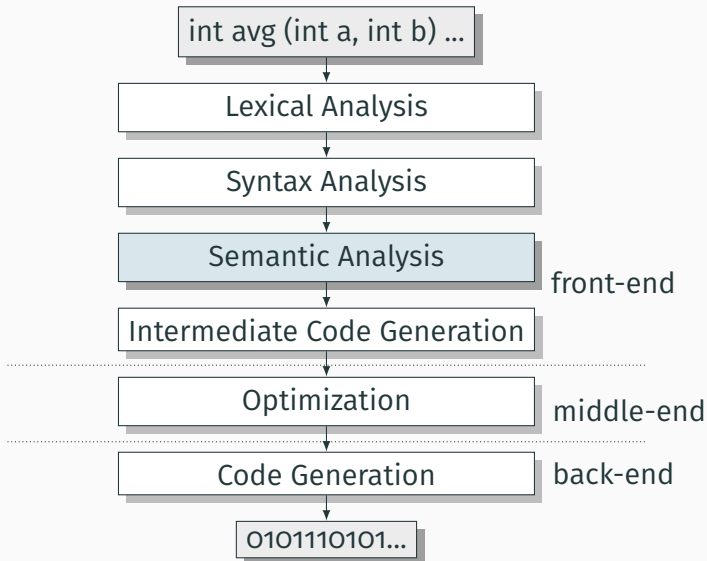 int avg (int a, int b) ...
Lexical Analysis
Syntax Analysis
Semantic Analysis
front-end
Intermediate Code Generation
Optimization
middle-end
Code Generation
back-end
0101110101...